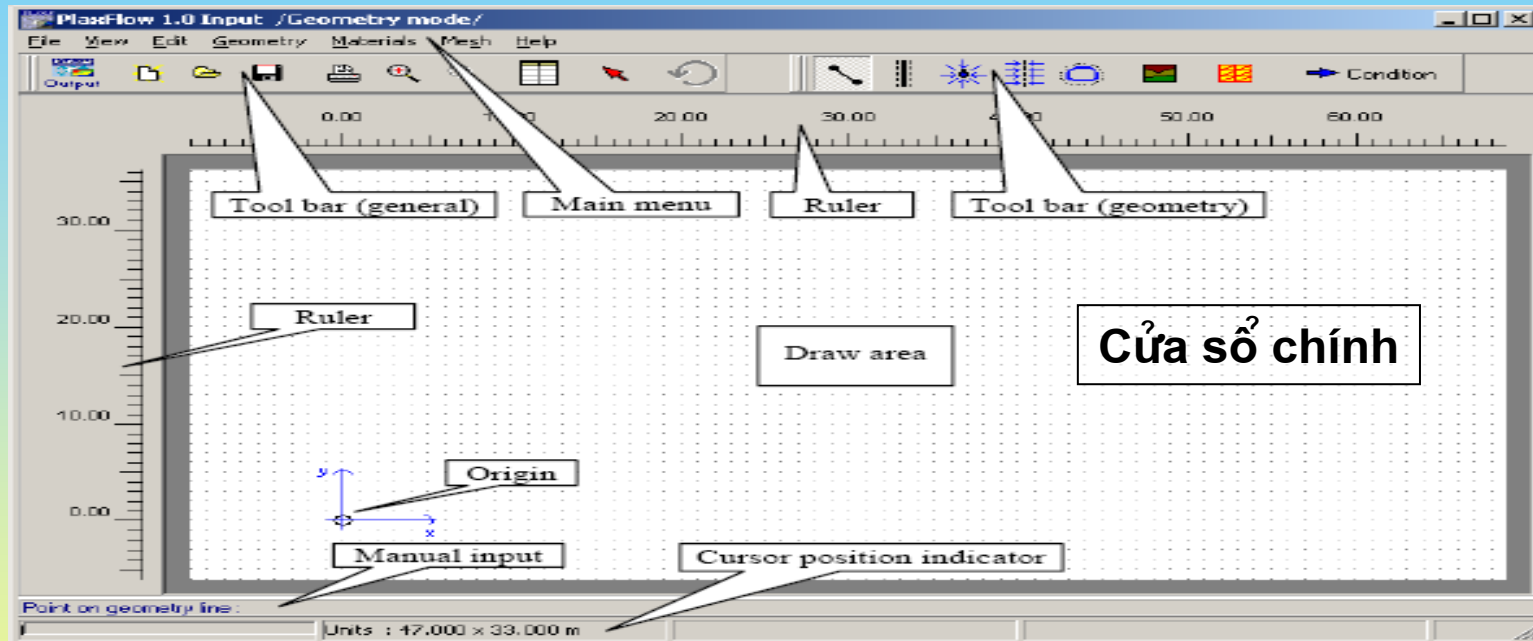 PlaxFlow 1.0 Input /Geometry mode/
File View Edit Geometry Materials Mesh Help
Output
Condition
0.00 20.00 30.00 50.00 60.00
Tool bar (general) Main menu Ruler Tool bar (geometry)
30.00
Ruler
20.00
Draw area
Cửa sổ chính
10.00
y
Origin
0.00
x
Manual input Cursor position indicator
Point on geometry line :
Units : 47.000 x 33.000 m